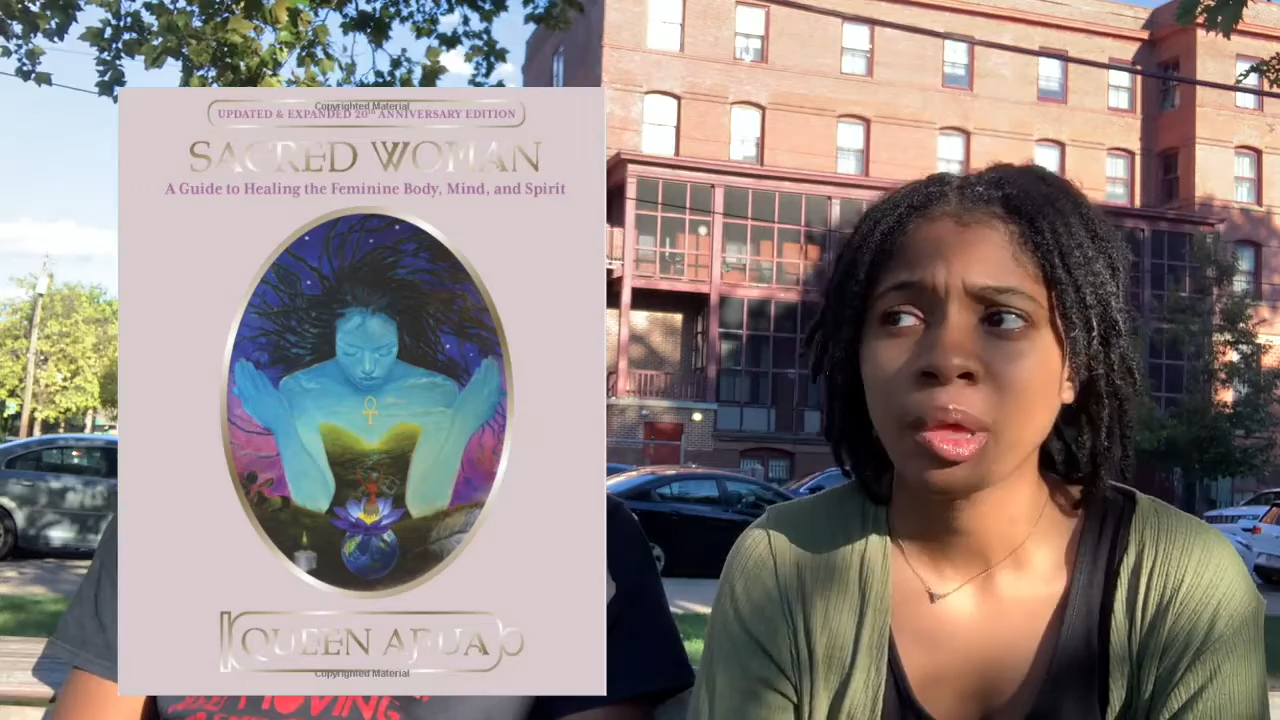 Copyrighted Material
UPDATED & EXPANDED 20th ANNIVERSARY EDITION
SACRED WOMAN
A Guide to Healing the Feminine Body, Mind, and Spirit
QUEEN AFUA
Copyrighted Material
MOVING